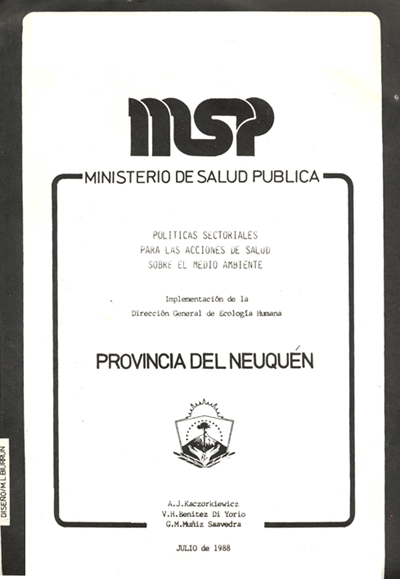 msp
MINISTERIO DE SALUD PUBLICA
POLITICAS SECTORIALES
PARA LAS ACCIONES DE SALUD
SOBRE EL MEDIO AMBIENTE
Implementación de la
Dirección General de Ecología Humana
PROVINCIA DEL NEUQUÉN
A.J.Kaczorkiewicz
V.H.Benitez Di Yorio
G.M.Muñiz Saavedra
JULIO de 1988
DISEÑO/M.L.BIURRUN